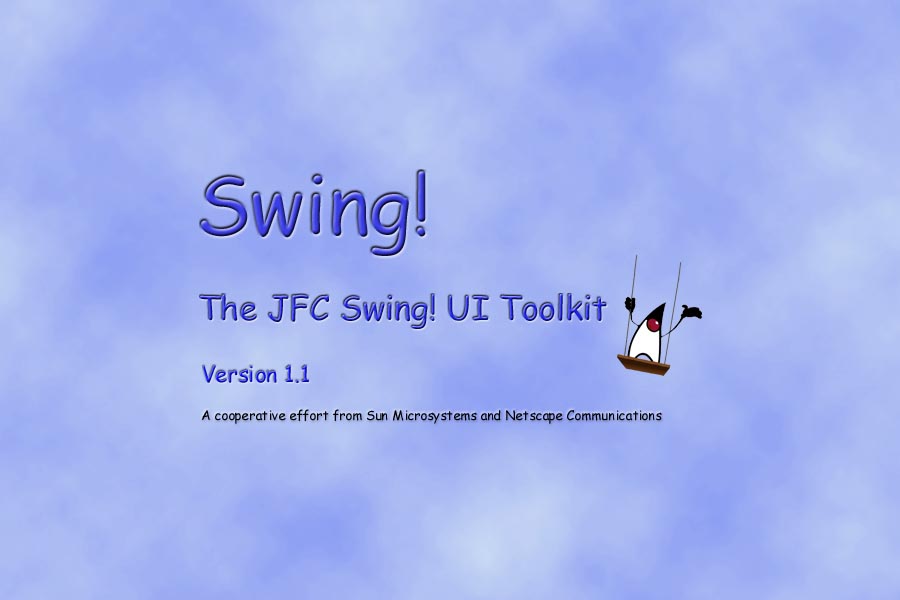 Swing!
The JFC Swing! UI Toolkit
Version 1.1
A cooperative effort from Sun Microsystems and Netscape Communications